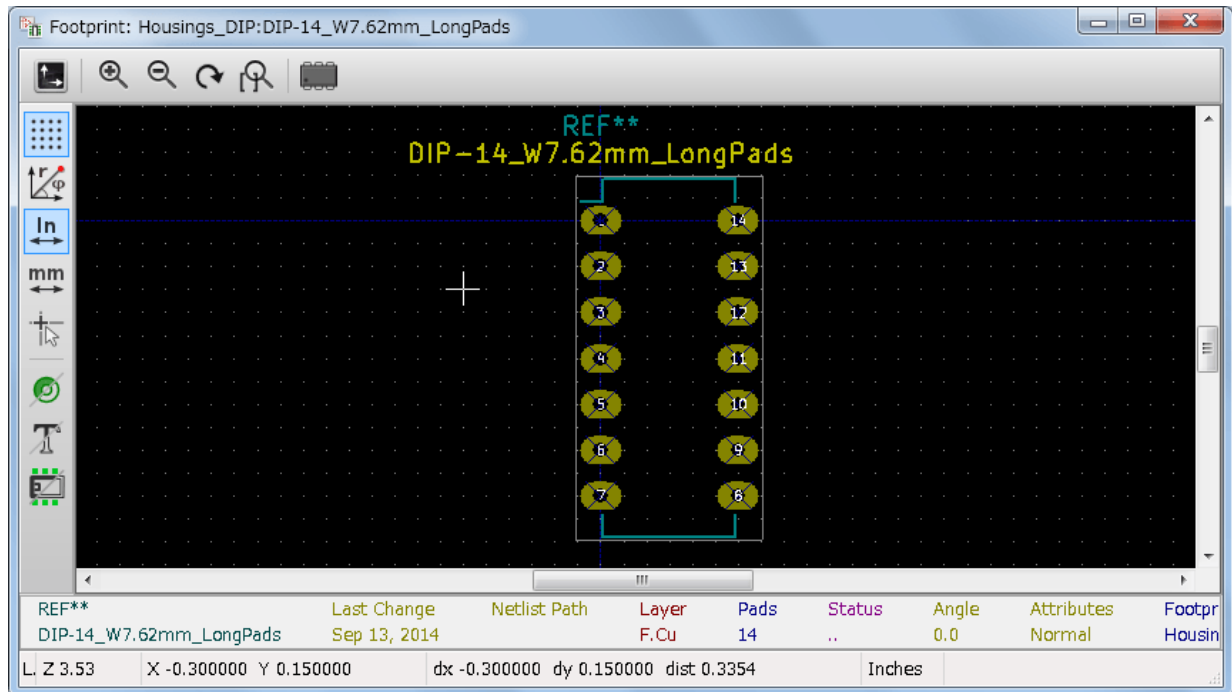 Footprint: Housings_DIP:DIP-14_W7.62mm_LongPads
REF**
DIP-14_W7.62mm_LongPads
1 14
2 13
3 12
4 11
5 10
6 9
7 8
In
mm
REF** Last Change Netlist Path Layer Pads Status Angle Attributes Footpr
DIP-14_W7.62mm_LongPads Sep 13, 2014 F.Cu 14 .. 0.0 Normal Housin
L. Z 3.53 X -0.300000 Y 0.150000 dx -0.300000 dy 0.150000 dist 0.3354 Inches